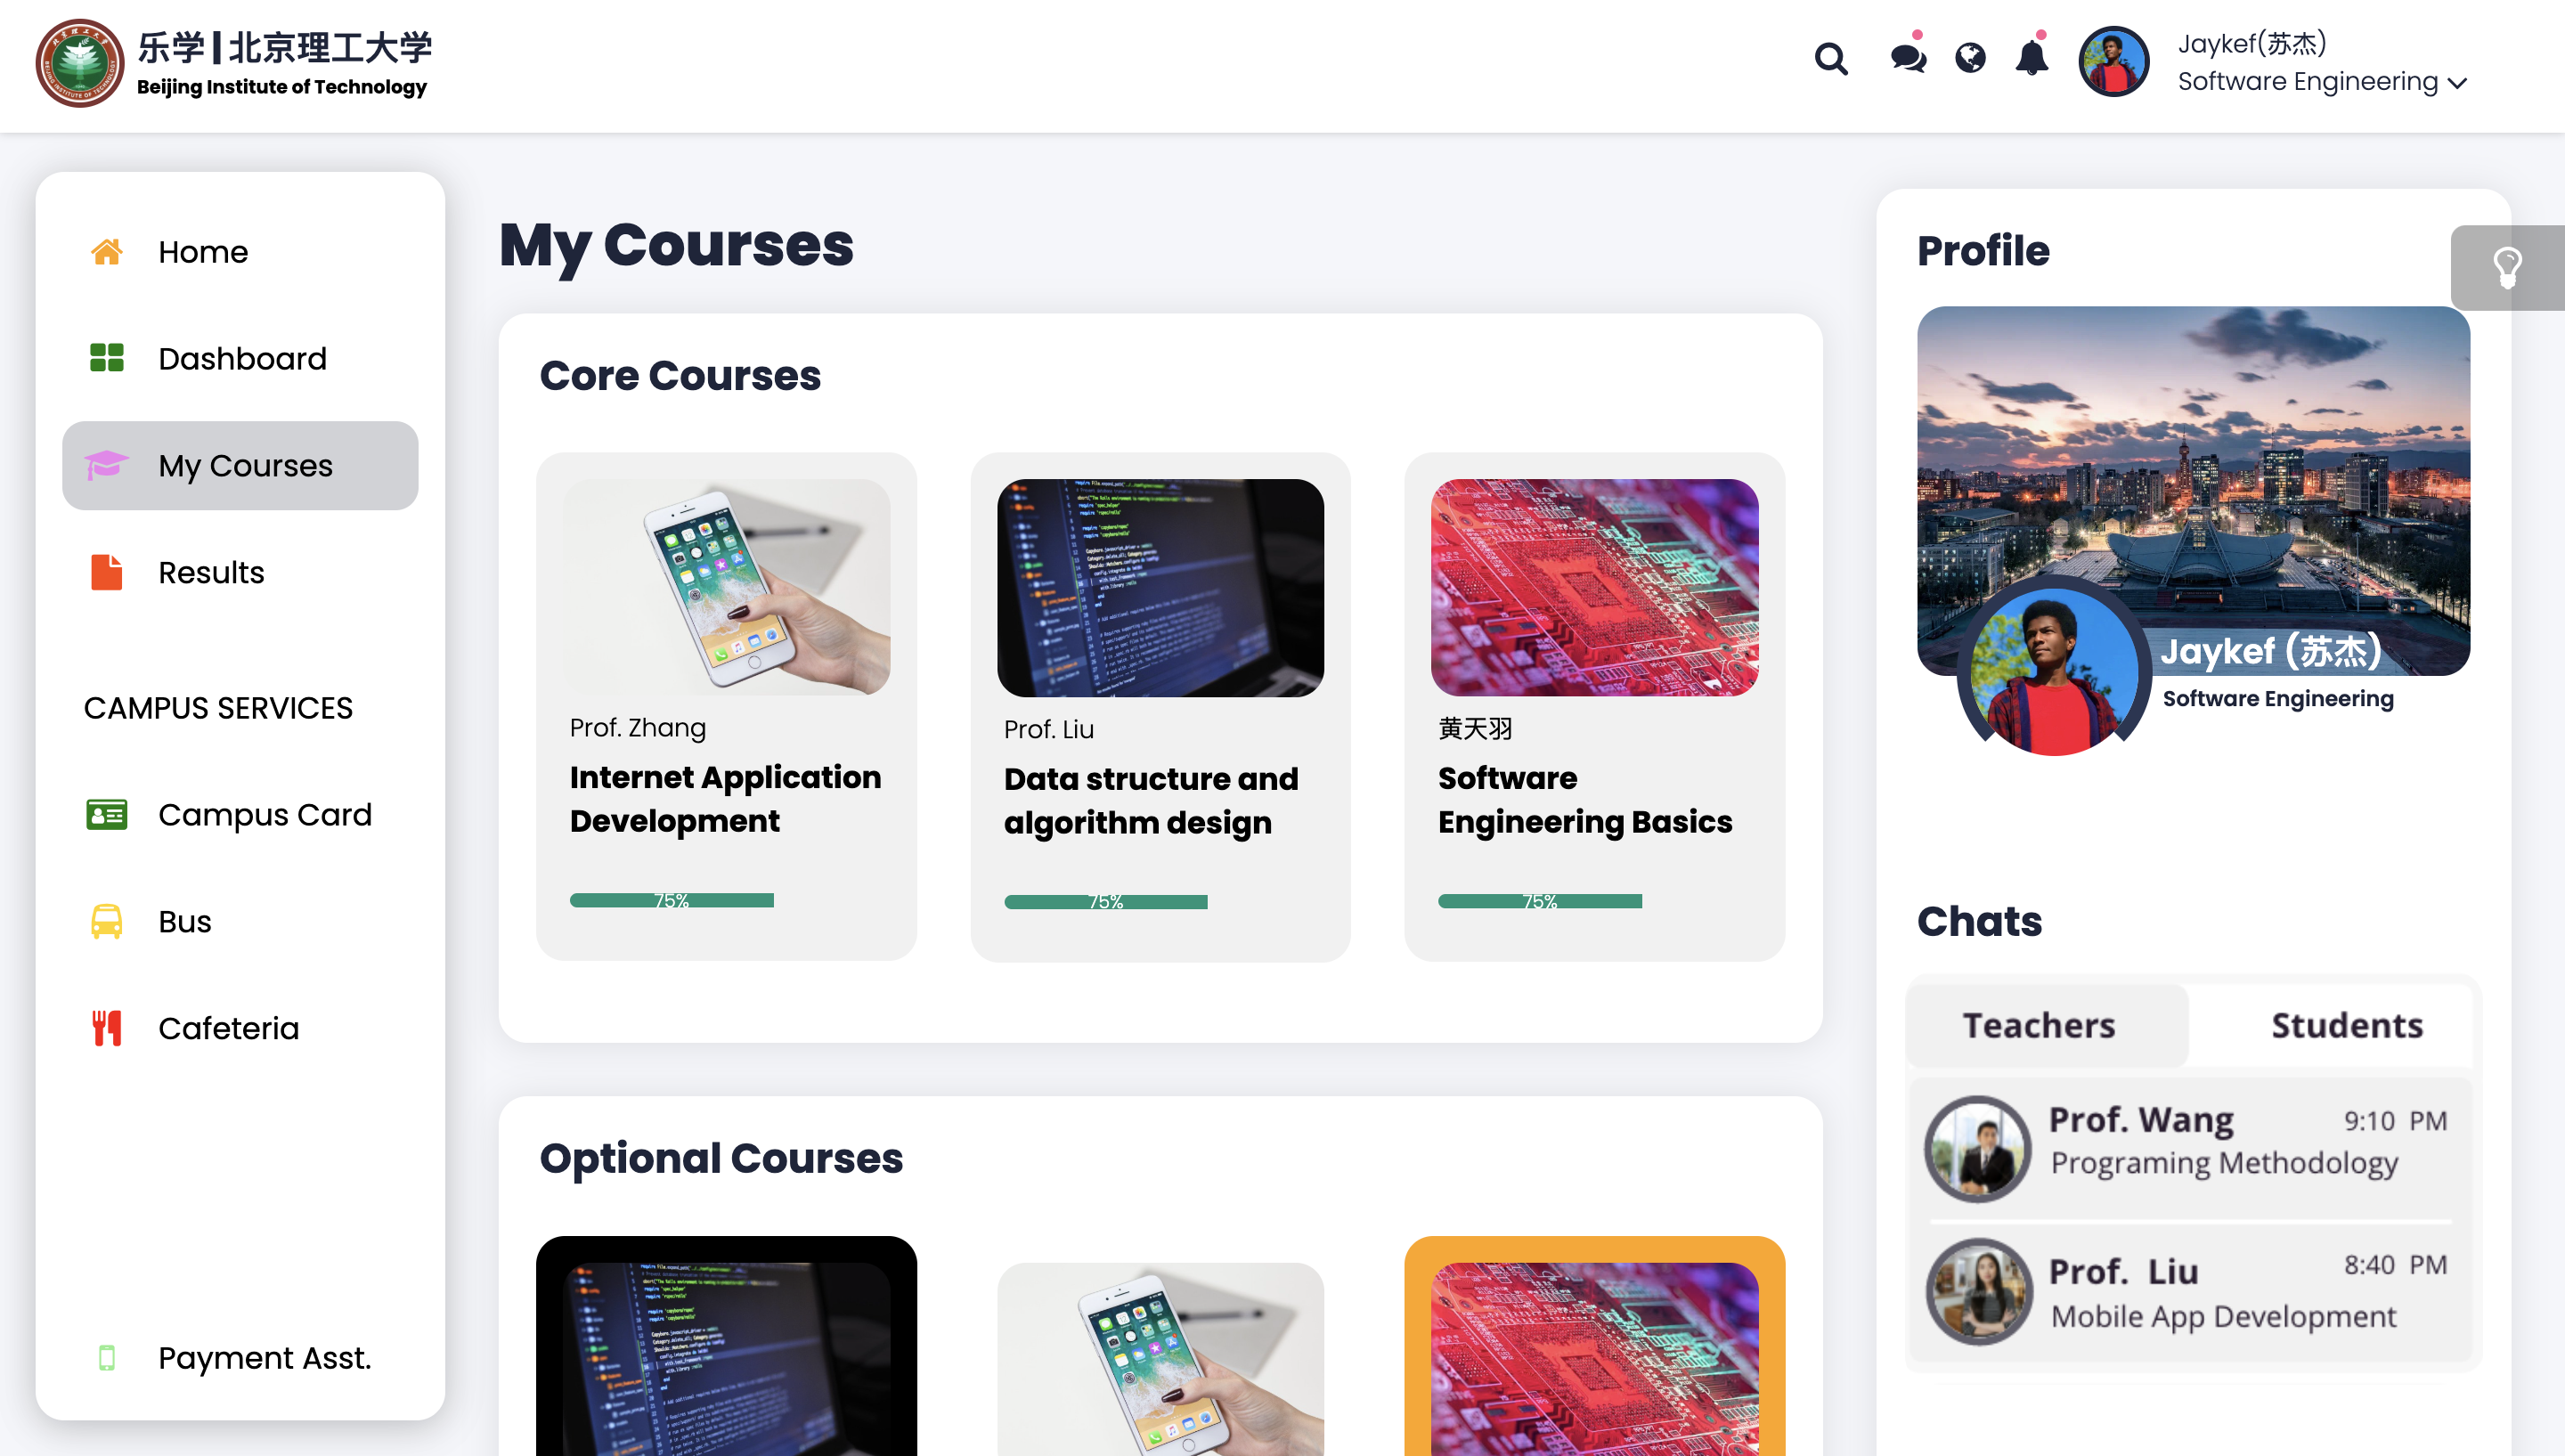 乐学|北京理工大学
Beijing Institute of Technology
Jaykef(苏杰)
Software Engineering
Home
Dashboard
My Courses
Results
CAMPUS SERVICES
Campus Card
Bus
Cafeteria
Payment Asst.
My Courses
Core Courses
Prof. Zhang
Internet Application
Development
75%
Prof. Liu
Data structure and
algorithm design
75%
黄天羽
Software
Engineering Basics
75%
Optional Courses
Profile
Jaykef (苏杰)
Software Engineering
Chats
Teachers
Students
Prof. Wang
9:10 PM
Programing Methodology
Prof. Liu
8:40 PM
Mobile App Development